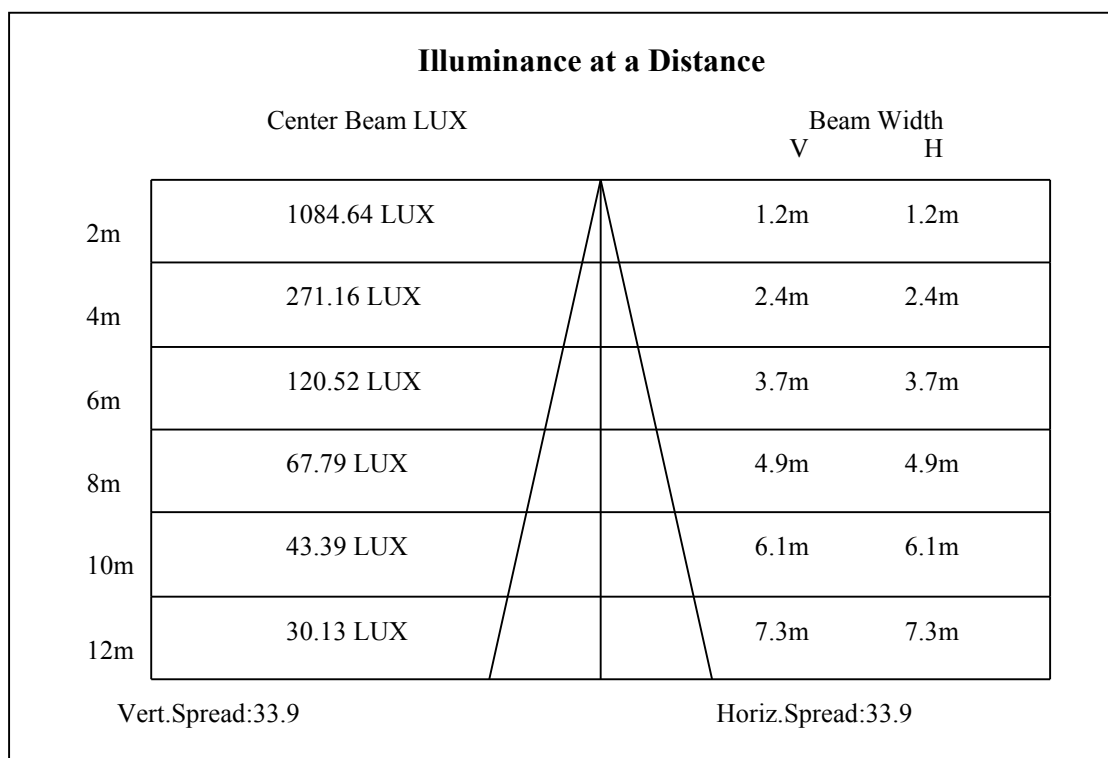 Illuminance at a Distance
Center Beam LUX Beam Width
V H
2m 1084.64 LUX 1.2m 1.2m
4m 271.16 LUX 2.4m 2.4m
6m 120.52 LUX 3.7m 3.7m
8m 67.79 LUX 4.9m 4.9m
10m 43.39 LUX 6.1m 6.1m
12m 30.13 LUX 7.3m 7.3m
Vert.Spread:33.9 Horiz.Spread:33.9